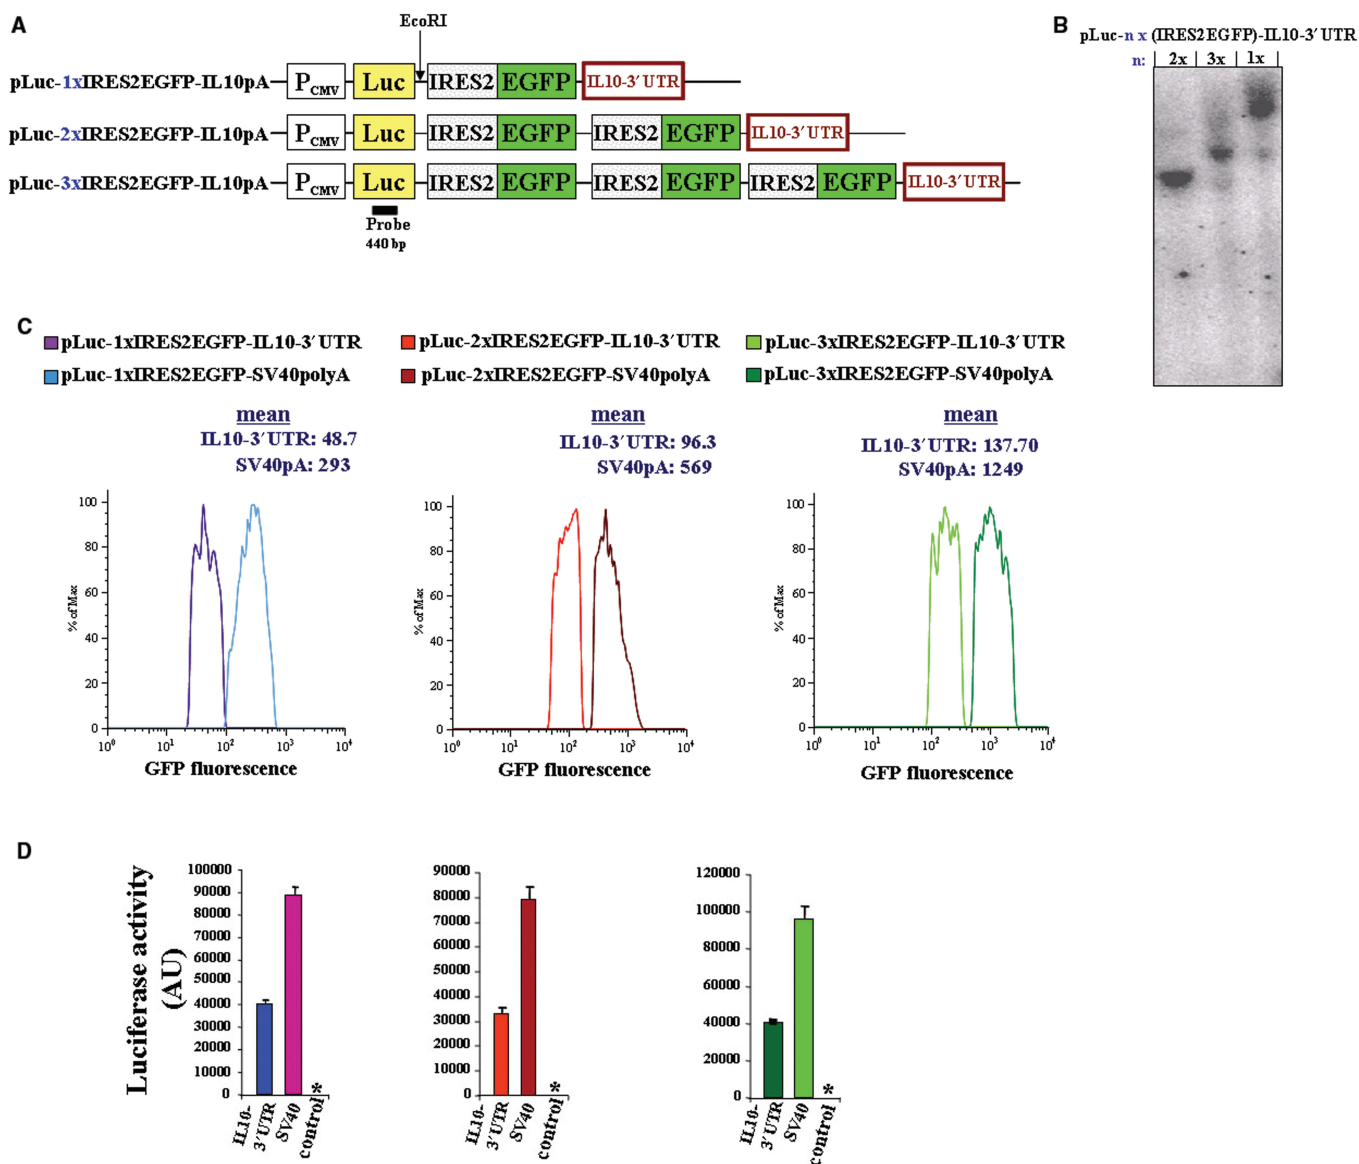 A
EcoRI
pLuc-1xIRES2EGFP-IL10pA
PCMV Luc IRES2 EGFP IL10-3′UTR
pLuc-2xIRES2EGFP-IL10pA
PCMV Luc IRES2 EGFP IRES2 EGFP IL10-3′UTR
pLuc-3xIRES2EGFP-IL10pA
PCMV Luc IRES2 EGFP IRES2 EGFP IRES2 EGFP IL10-3′UTR
Probe
440 bp
B
pLuc-n x (IRES2EGFP)-IL10-3′UTR
n: 2x 3x 1x
C
pLuc-1xIRES2EGFP-IL10-3′UTR
pLuc-1xIRES2EGFP-SV40polyA
pLuc-2xIRES2EGFP-IL10-3′UTR
pLuc-2xIRES2EGFP-SV40polyA
pLuc-3xIRES2EGFP-IL10-3′UTR
pLuc-3xIRES2EGFP-SV40polyA
mean
IL10-3′UTR: 48.7
SV40pA: 293
% of Max
100
80
60
40
20
0
10⁰ 10¹ 10² 10³ 10⁴
GFP fluorescence
mean
IL10-3′UTR: 96.3
SV40pA: 569
% of Max
100
80
60
40
20
0
10⁰ 10¹ 10² 10³ 10⁴
GFP fluorescence
mean
IL10-3′UTR: 137.70
SV40pA: 1249
% of Max
100
80
60
40
20
0
10⁰ 10¹ 10² 10³ 10⁴
GFP fluorescence
D
Luciferase activity
(AU)
100000
90000
80000
70000
60000
50000
40000
30000
20000
10000
0
*
IL10-
3′UTR
SV40
control
90000
80000
70000
60000
50000
40000
30000
20000
10000
0
*
IL10-
3′UTR
SV40
control
120000
100000
80000
60000
40000
20000
0
*
IL10-
3′UTR
SV40
control